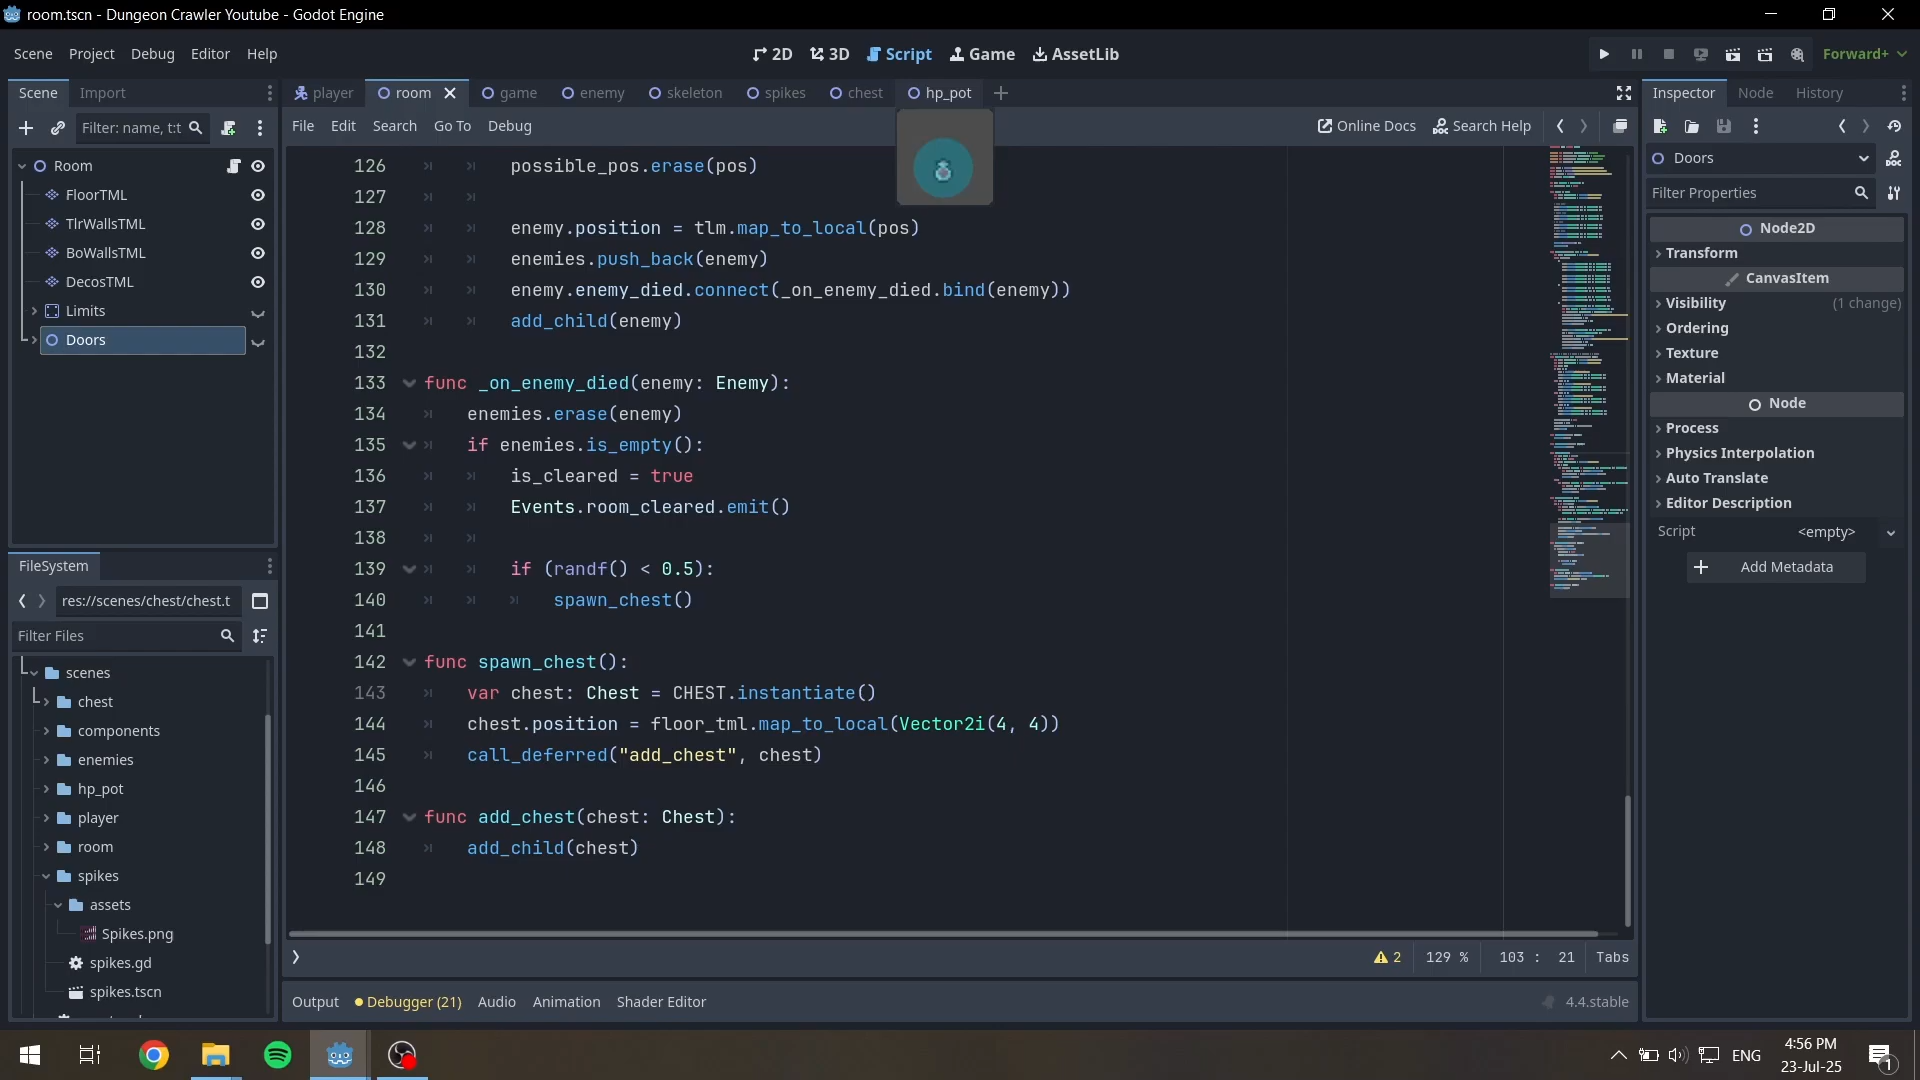 room.tscn - Dungeon Crawler Youtube - Godot Engine
Scene Project Debug Editor Help
2D 3D Script Game AssetLib
Forward+
Scene Import
player room game enemy skeleton spikes chest hp_pot
Inspector Node History
Filter: name, t:t
File Edit Search Go To Debug
Online Docs Search Help
Room
FloorTML
TlrWallsTML
BoWallsTML
DecosTML
Limits
Doors
126 possible_pos.erase(pos)
127
128 enemy.position = tlm.map_to_local(pos)
129 enemies.push_back(enemy)
130 enemy.enemy_died.connect(_on_enemy_died.bind(enemy))
131 add_child(enemy)
132
133 func _on_enemy_died(enemy: Enemy):
134 enemies.erase(enemy)
135 if enemies.is_empty():
136 is_cleared = true
137 Events.room_cleared.emit()
138
139 if (randf() < 0.5):
140 spawn_chest()
141
142 func spawn_chest():
143 var chest: Chest = CHEST.instantiate()
144 chest.position = floor_tml.map_to_local(Vector2i(4, 4))
145 call_deferred("add_chest", chest)
146
147 func add_chest(chest: Chest):
148 add_child(chest)
149
2 129 % 103 : 21 Tabs
Output Debugger (21) Audio Animation Shader Editor
4.4.stable
FileSystem
res://scenes/chest/chest.t
Filter Files
scenes
chest
components
enemies
hp_pot
player
room
spikes
assets
Spikes.png
spikes.gd
spikes.tscn
Doors
Filter Properties
Node2D
Transform
CanvasItem
Visibility (1 change)
Ordering
Texture
Material
Node
Process
Physics Interpolation
Auto Translate
Editor Description
Script <empty>
Add Metadata
ENG
4:56 PM
23-Jul-25
1